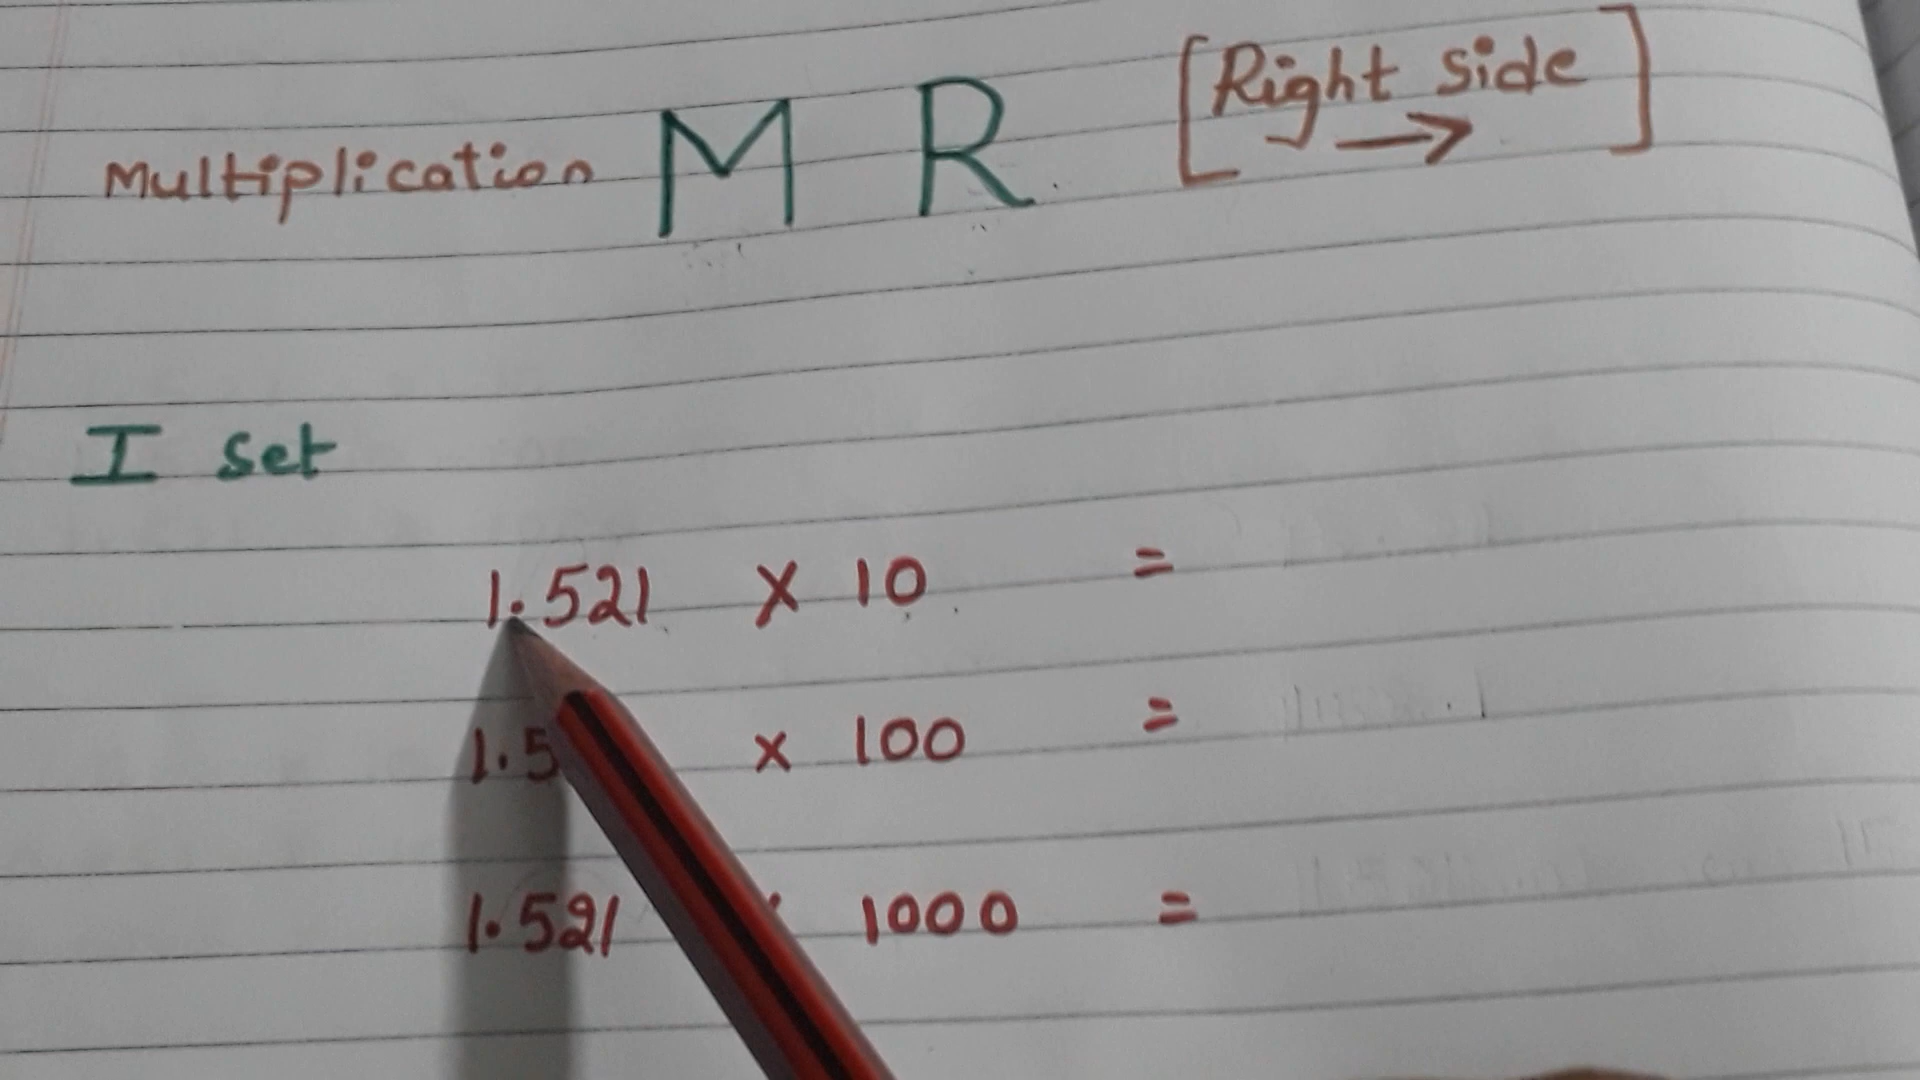 Multiplication M R [Right side]
→
I set
1.521 X 10 =
1.5 x 100 =
1.521 1000 =